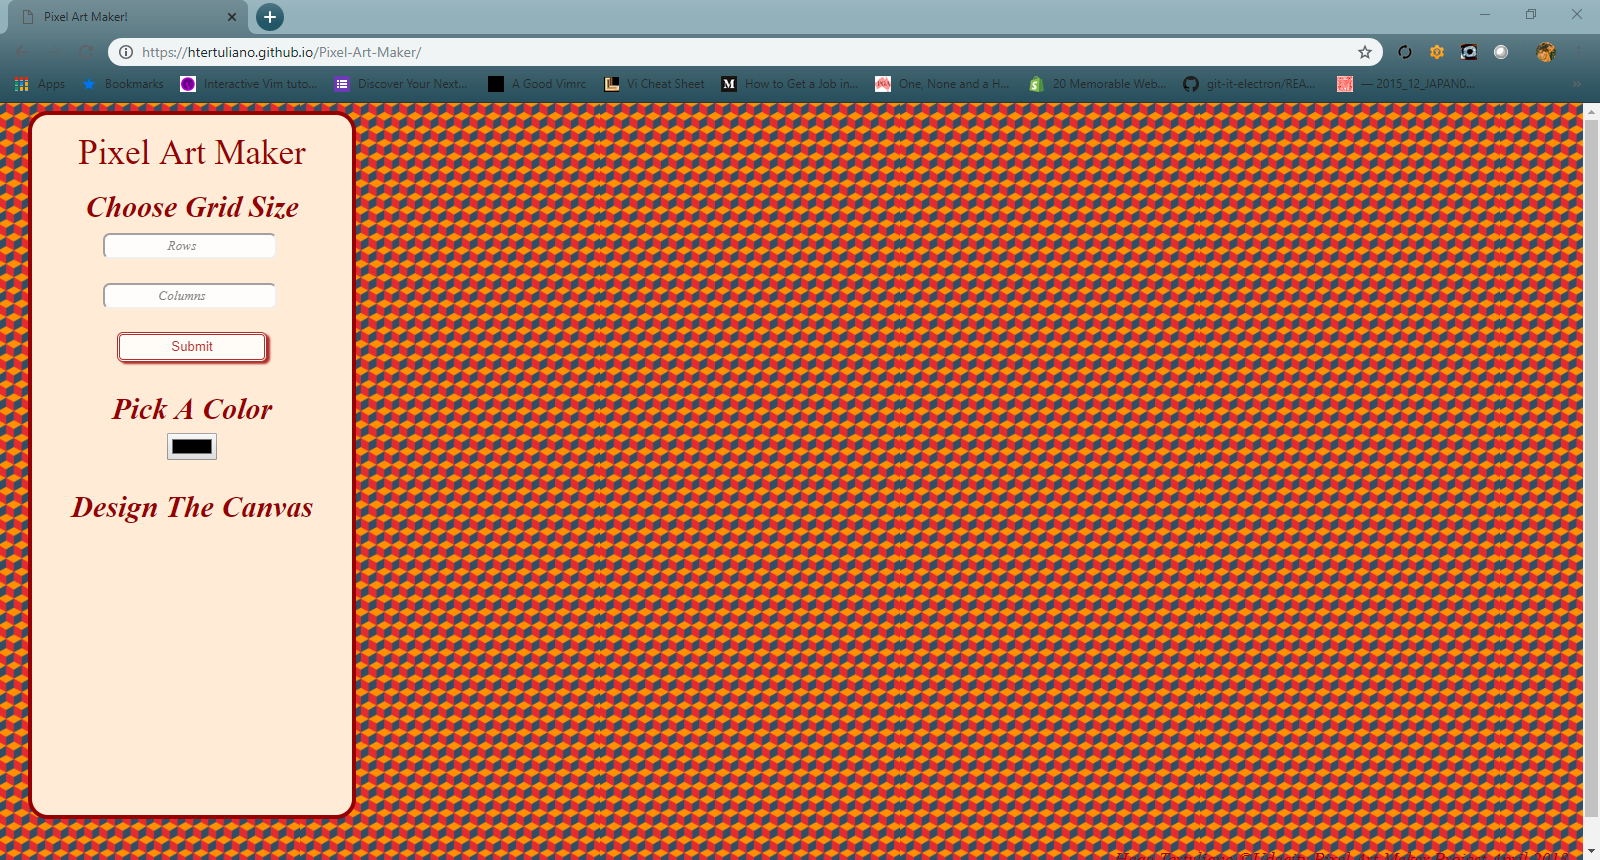 Pixel Art Maker!
https://htertuliano.github.io/Pixel-Art-Maker/
Apps Bookmarks Interactive Vim tuto... Discover Your Next... A Good Vimrc Vi Cheat Sheet How to Get a Job in... One, None and a H... 20 Memorable Web... git-it-electron/REA... — 2015_12_JAPAN0... »
Pixel Art Maker
Choose Grid Size
Rows
Columns
Submit
Pick A Color
Design The Canvas